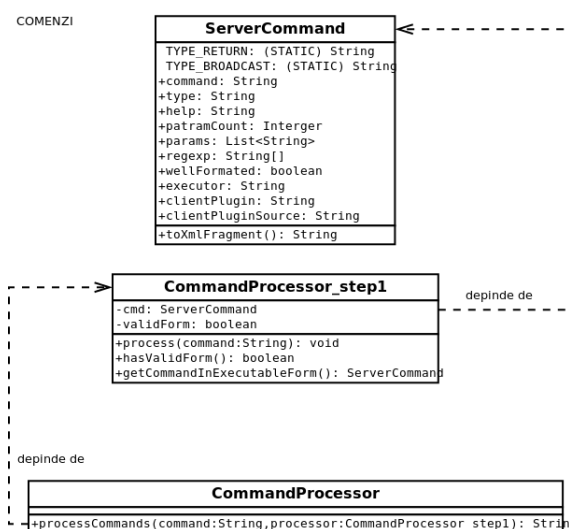 COMENZI
ServerCommand
TYPE_RETURN: (STATIC) String
TYPE_BROADCAST: (STATIC) String
+command: String
+type: String
+help: String
+patramCount: Interger
+params: List<String>
+regexp: String[]
+wellFormated: boolean
+executor: String
+clientPlugin: String
+clientPluginSource: String
+toXmlFragment(): String
CommandProcessor_step1
-cmd: ServerCommand
-validForm: boolean
+process(command:String): void
+hasValidForm(): boolean
+getCommandInExecutableForm(): ServerCommand
depinde de
depinde de
CommandProcessor
+processCommands(command:String,processor:CommandProcessor_step1): Strin